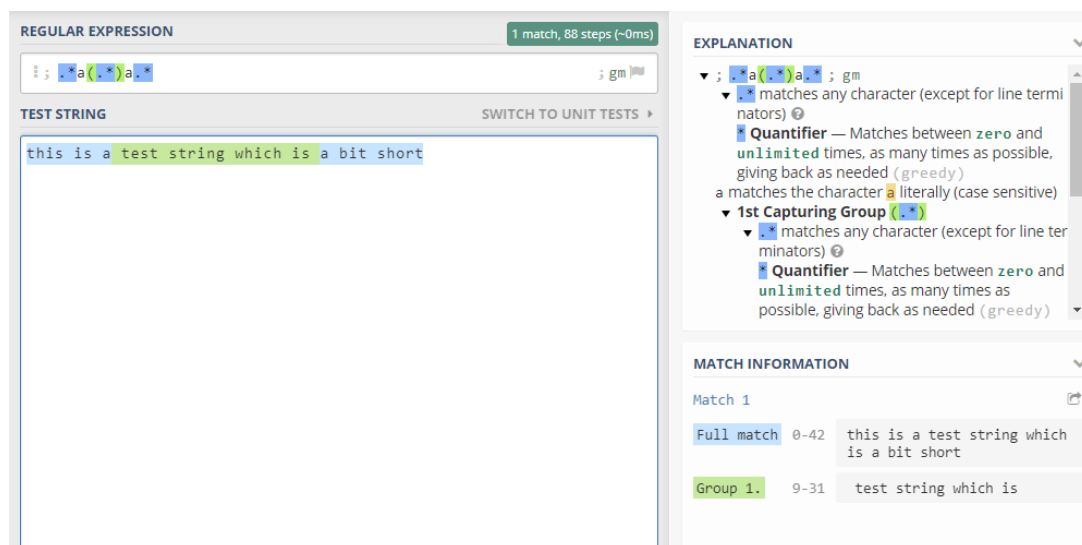 REGULAR EXPRESSION
1 match, 88 steps (~0ms)
; .*a(.*)a.*
; gm
TEST STRING
SWITCH TO UNIT TESTS
this is a test string which is a bit short
EXPLANATION
; .*a(.*)a.* ; gm
.* matches any character (except for line termi
nators)
* Quantifier — Matches between zero and
unlimited times, as many times as possible,
giving back as needed (greedy)
a matches the character a literally (case sensitive)
1st Capturing Group (.*)
.* matches any character (except for line ter
minators)
* Quantifier — Matches between zero and
unlimited times, as many times as
possible, giving back as needed (greedy)
MATCH INFORMATION
Match 1
Full match 0-42 this is a test string which
is a bit short
Group 1. 9-31 test string which is